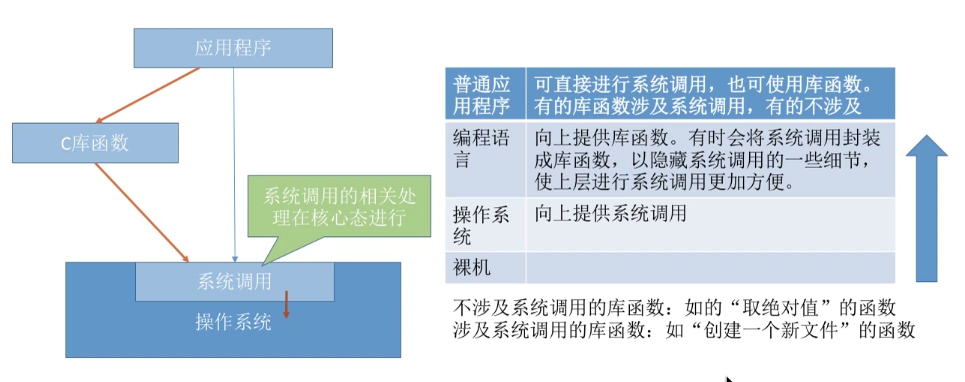 应用程序
C库函数
系统调用的相关处
理在核心态进行
系统调用
操作系统
普通应
用程序
可直接进行系统调用，也可使用库函数。
有的库函数涉及系统调用，有的不涉及
编程语
言
向上提供库函数。有时会将系统调用封装
成库函数，以隐藏系统调用的一些细节，
使上层进行系统调用更加方便。
操作系
统
向上提供系统调用
裸机
不涉及系统调用的库函数：如的“取绝对值”的函数
涉及系统调用的库函数：如“创建一个新文件”的函数